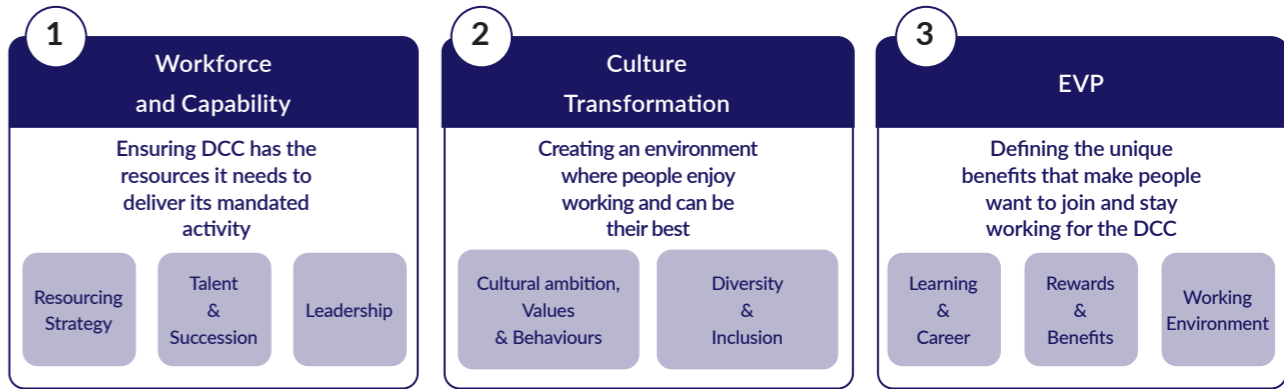 1
Workforce
and Capability
Ensuring DCC has the
resources it needs to
deliver its mandated
activity
Resourcing
Strategy
Talent
&
Succession
Leadership
2
Culture
Transformation
Creating an environment
where people enjoy
working and can be
their best
Cultural ambition,
Values
& Behaviours
Diversity
&
Inclusion
3
EVP
Defining the unique
benefits that make people
want to join and stay
working for the DCC
Learning
&
Career
Rewards
&
Benefits
Working
Environment